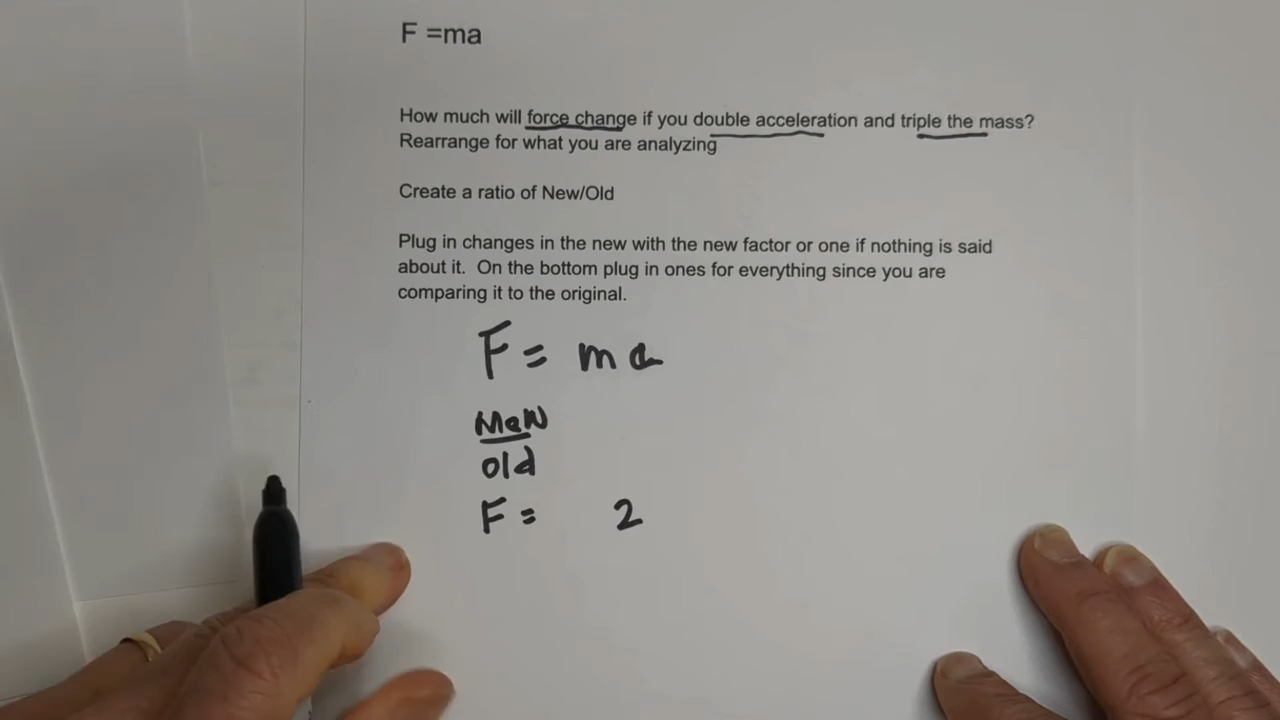 F =ma
How much will force change if you double acceleration and triple the mass?
Rearrange for what you are analyzing
Create a ratio of New/Old
Plug in changes in the new with the new factor or one if nothing is said
about it. On the bottom plug in ones for everything since you are
comparing it to the original.
F = ma
New
old
F = 2